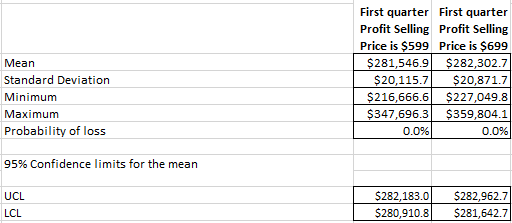 First quarter First quarter
Profit Selling Profit Selling
Price is $599 Price is $699
Mean $281,546.9 $282,302.9
Standard Deviation $20,115.7 $20,871.7
Minimum $216,666.6 $227,049.8
Maximum $347,696.3 $359,804.1
Probability of loss 0.0% 0.0%
95% Confidence limits for the mean
UCL $282,183.0 $282,962.7
LCL $280,910.8 $281,642.7